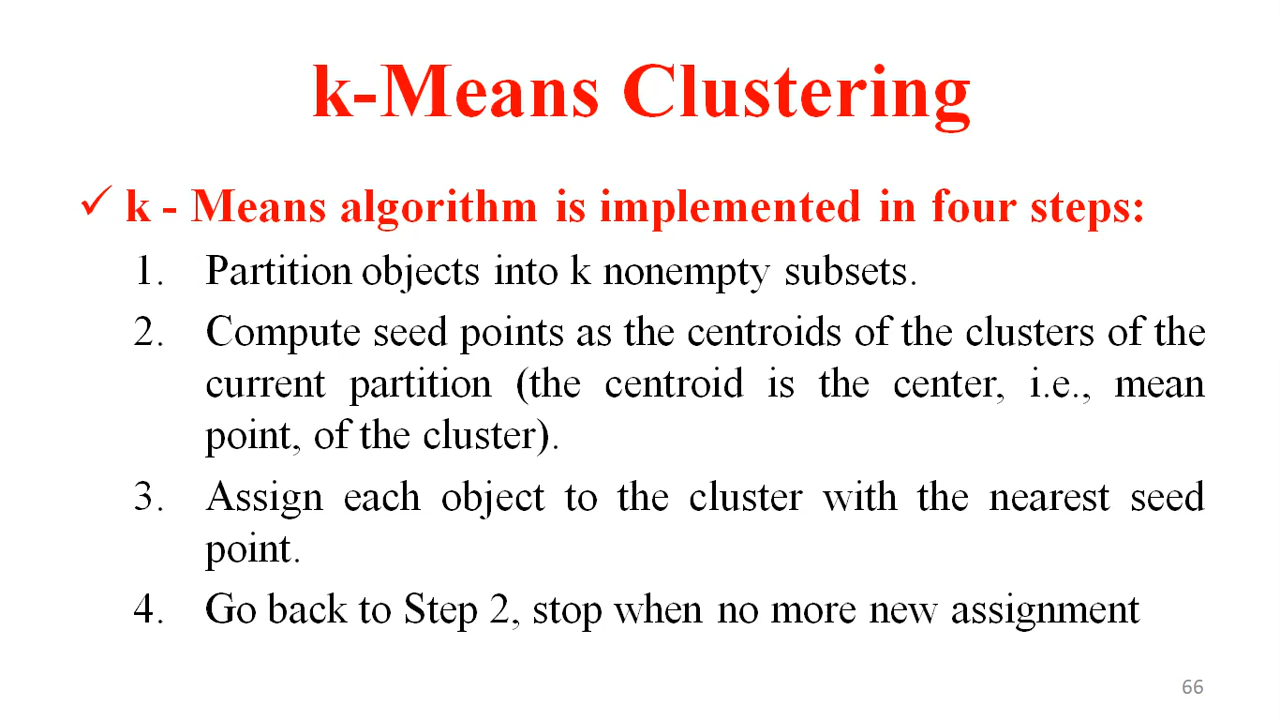 k-Means Clustering
✓ k - Means algorithm is implemented in four steps:
1. Partition objects into k nonempty subsets.
2. Compute seed points as the centroids of the clusters of the
current partition (the centroid is the center, i.e., mean
point, of the cluster).
3. Assign each object to the cluster with the nearest seed
point.
4. Go back to Step 2, stop when no more new assignment
66